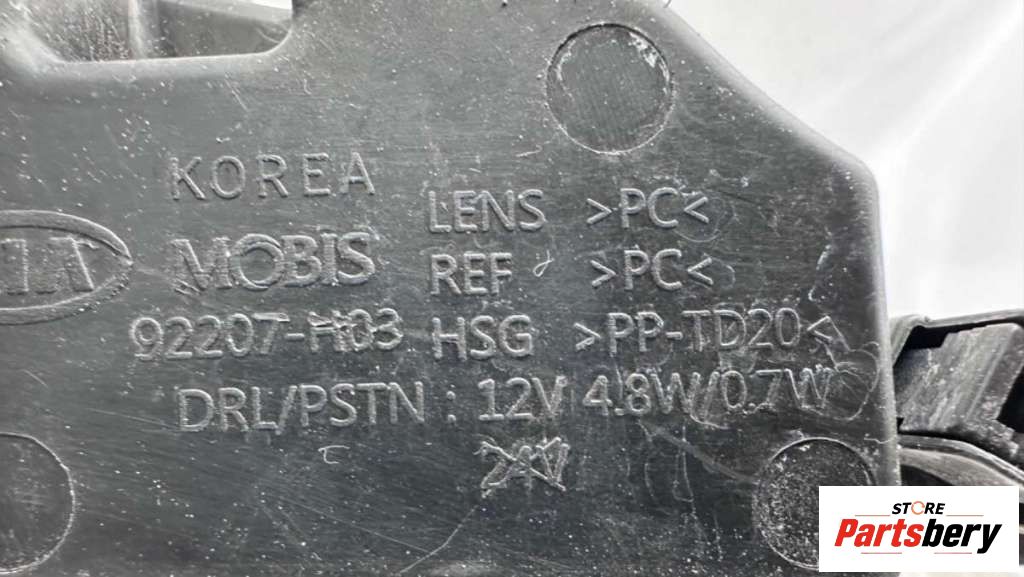 KOREA
LENS >PC<
MOBIS
REF >PC<
92207-H03
HSG >PP-TD20<
DRL/PSTN : 12V 4.8W/0.7W
STORE
Partsbery